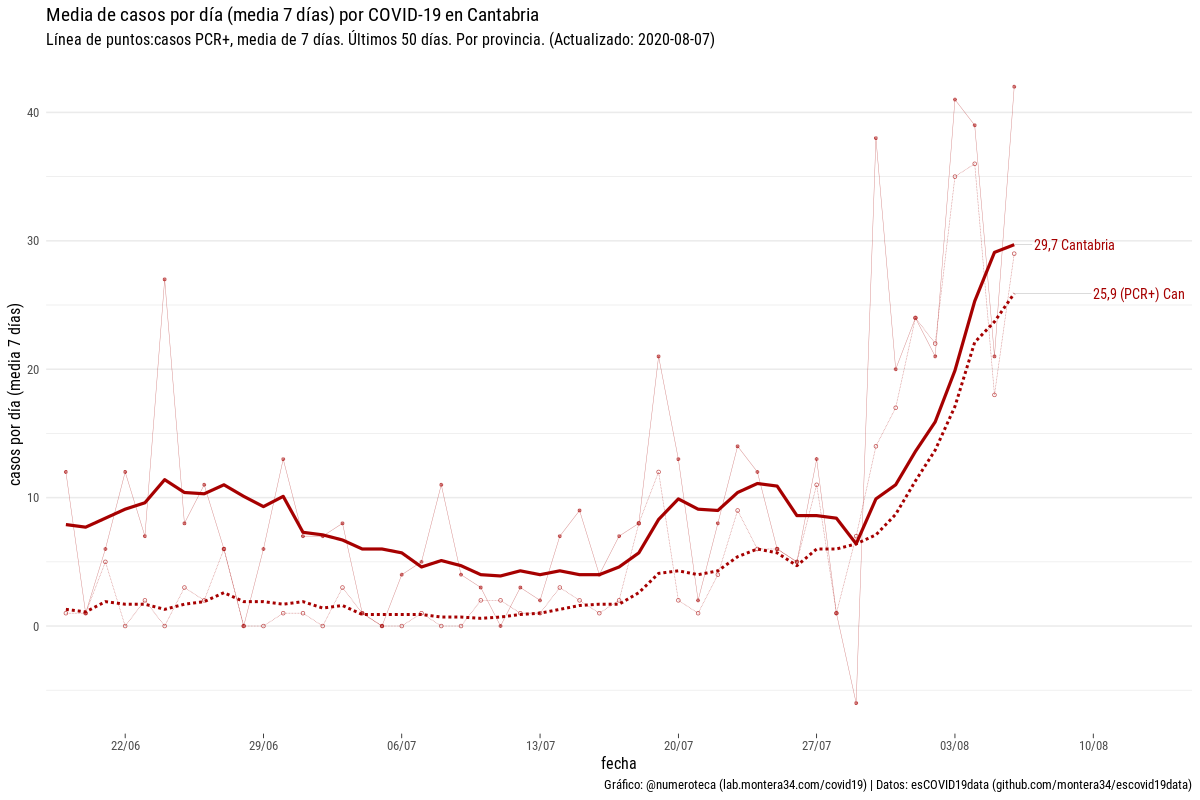 Media de casos por día (media 7 días) por COVID-19 en Cantabria
Línea de puntos:casos PCR+, media de 7 días. Últimos 50 días. Por provincia. (Actualizado: 2020-08-07)
casos por día (media 7 días)
40
30
20
10
0
29,7 Cantabria
25,9 (PCR+) Can
22/06
29/06
06/07
13/07
20/07
27/07
03/08
10/08
fecha
Gráfico: @numeroteca (lab.montera34.com/covid19) | Datos: esCOVID19data (github.com/montera34/escovid19data)